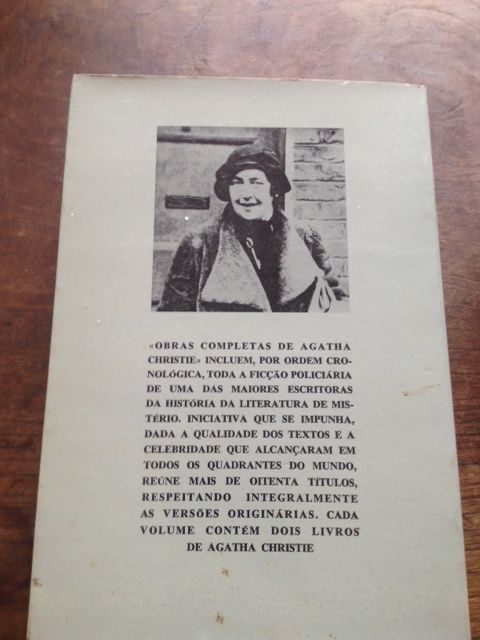 «OBRAS COMPLETAS DE AGATHA
CHRISTIE» INCLUEM, POR ORDEM CRO-
NOLÓGICA, TODA A FICÇÃO POLICIÁRIA
DE UMA DAS MAIORES ESCRITORAS
DA HISTÓRIA DA LITERATURA DE MIS-
TÉRIO. INICIATIVA QUE SE IMPUNHA,
DADA A QUALIDADE DOS TEXTOS E A
CELEBRIDADE QUE ALCANÇARAM EM
TODOS OS QUADRANTES DO MUNDO,
REÚNE MAIS DE OITENTA TÍTULOS,
RESPEITANDO INTEGRALMENTE
AS VERSÕES ORIGINÁRIAS. CADA
VOLUME CONTÉM DOIS LIVROS
DE AGATHA CHRISTIE